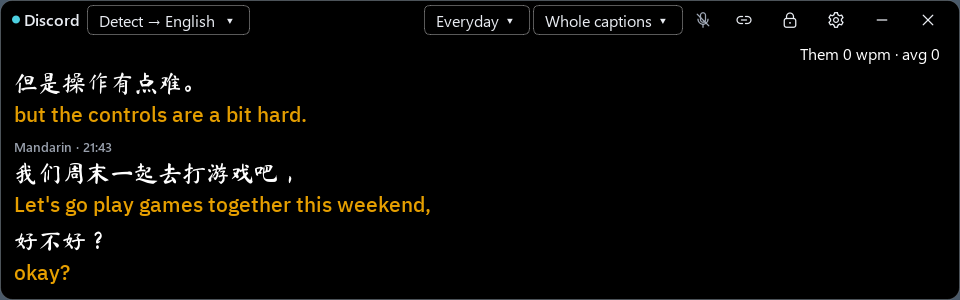 Discord
Detect → English ▾
Everyday ▾
Whole captions ▾
Them 0 wpm · avg 0
但是操作有点难。
but the controls are a bit hard.
Mandarin · 21:43
我们周末一起去打游戏吧，
Let's go play games together this weekend,
好不好？
okay?